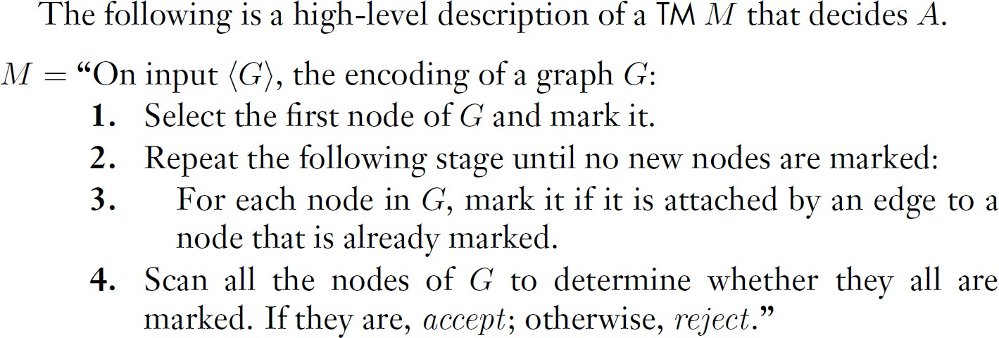 The following is a high-level description of a TM M that decides A.
M = “On input ⟨G⟩, the encoding of a graph G:
1. Select the first node of G and mark it.
2. Repeat the following stage until no new nodes are marked:
3. For each node in G, mark it if it is attached by an edge to a
node that is already marked.
4. Scan all the nodes of G to determine whether they all are
marked. If they are, accept; otherwise, reject.”